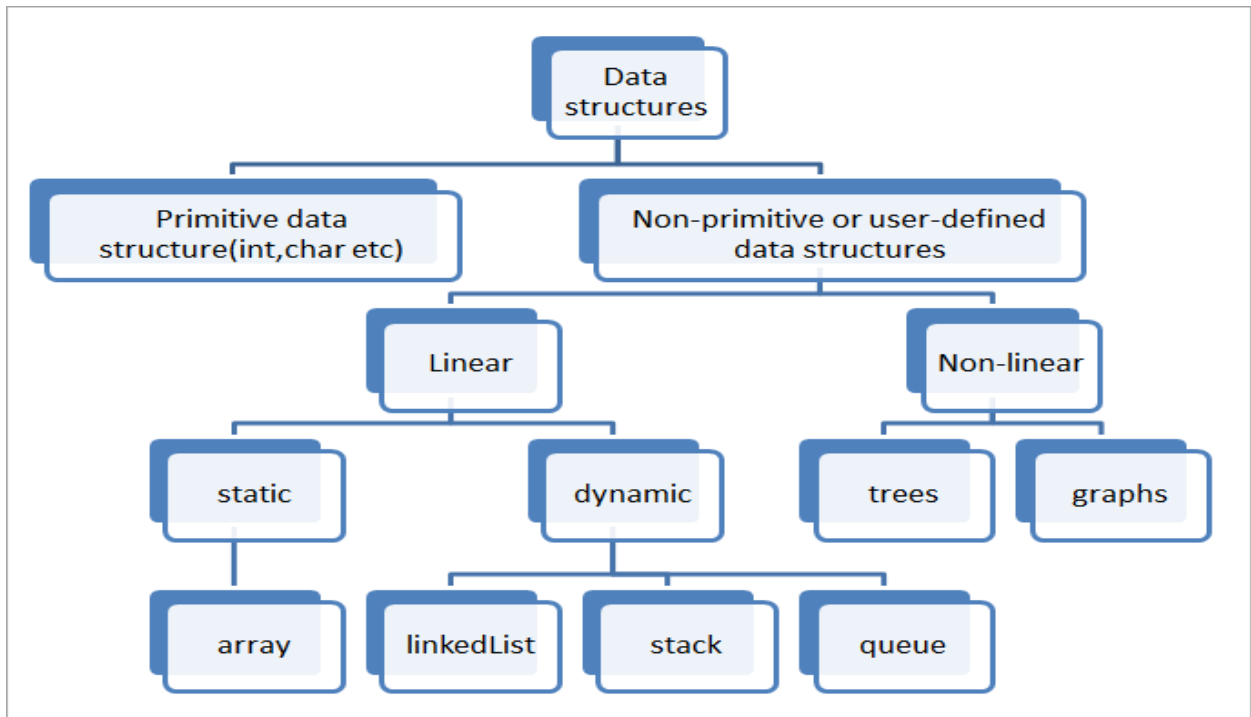 Data
structures
Primitive data
structure(int,char etc)
Non-primitive or user-defined
data structures
Linear
Non-linear
static
dynamic
trees
graphs
array
linkedList
stack
queue